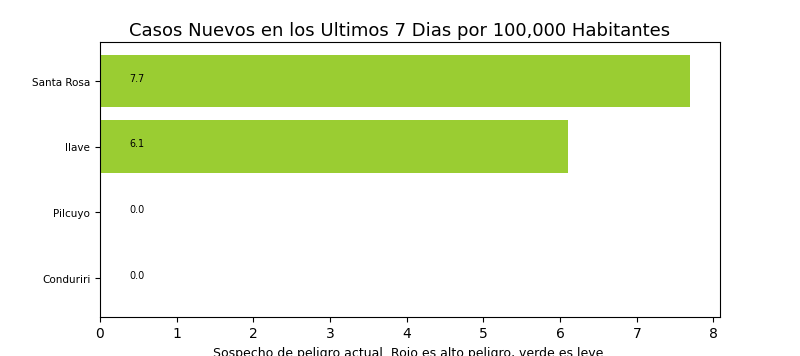 Casos Nuevos en los Ultimos 7 Dias por 100,000 Habitantes
Santa Rosa 7.7
Ilave 6.1
Pilcuyo 0.0
Conduriri 0.0
0 1 2 3 4 5 6 7 8
Sospecho de peligro actual. Rojo es alto peligro, verde es leve